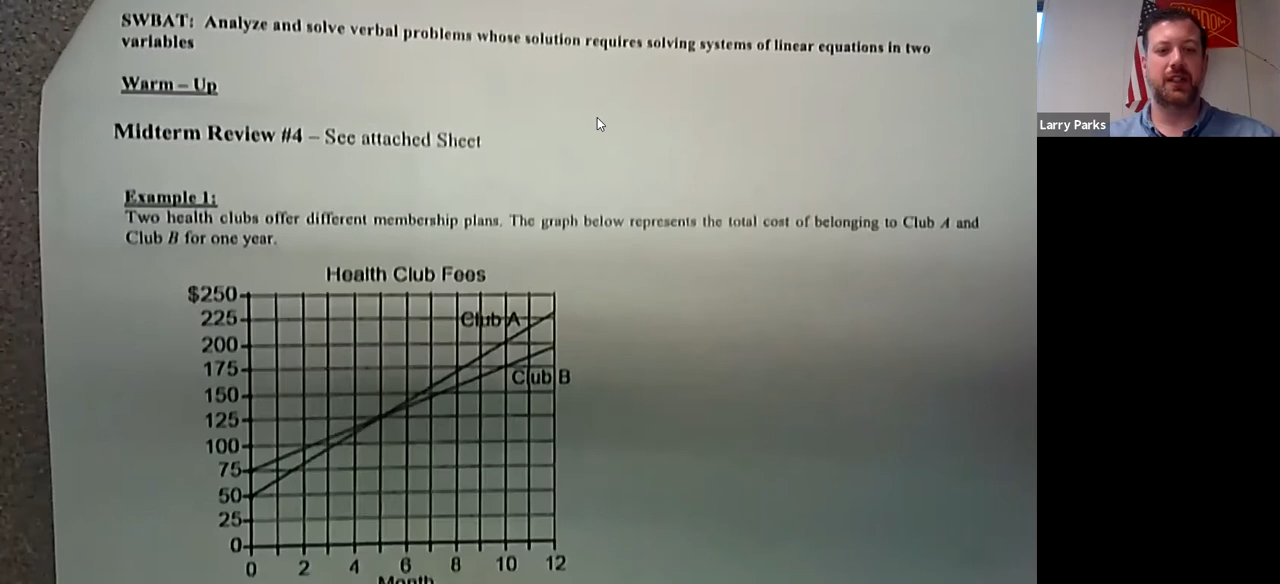 SWBAT: Analyze and solve verbal problems whose solution requires solving systems of linear equations in two
variables
Warm – Up
Midterm Review #4 – See attached Sheet
Example 1:
Two health clubs offer different membership plans. The graph below represents the total cost of belonging to Club A and
Club B for one year.
Health Club Fees
$250
225
200
175
150
125
100
75
50
25
0
Club A
Club B
0 2 4 6 8 10 12
Month
Larry Parks